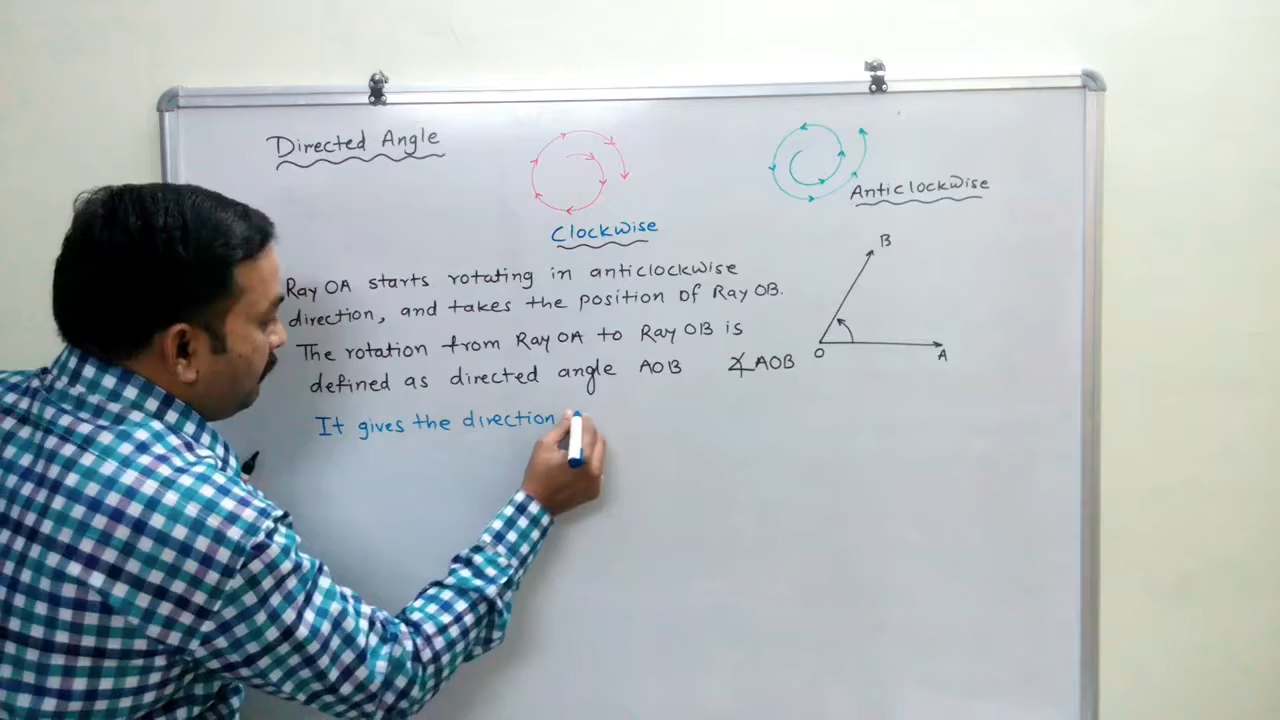 Directed Angle
Clockwise
Anticlockwise
Ray OA starts rotating in anticlockwise
direction, and takes the position of Ray OB.
The rotation from Ray OA to Ray OB is
defined as directed angle AOB ∡AOB
It gives the direction
B
O
A